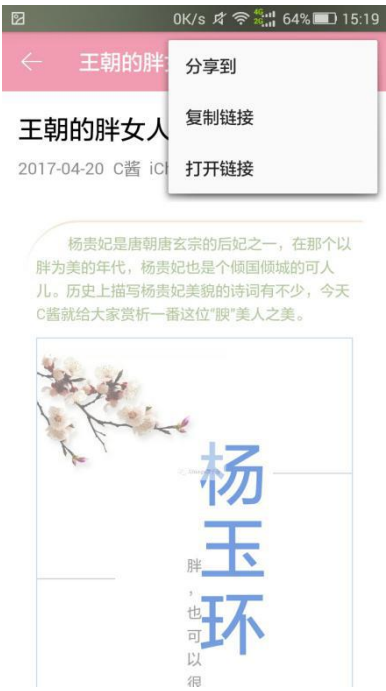 0K/s 4G 2G 64% 15:19
王朝的胖
分享到
复制链接
打开链接
王朝的胖女人
2017-04-20 C酱
杨贵妃是唐朝唐玄宗的后妃之一，在那个以
胖为美的年代，杨贵妃也是个倾国倾城的可人
儿。历史上描写杨贵妃美貌的诗词有不少，今天
C酱就给大家赏析一番这位“腴”美人之美。
杨玉环
胖，也可以很